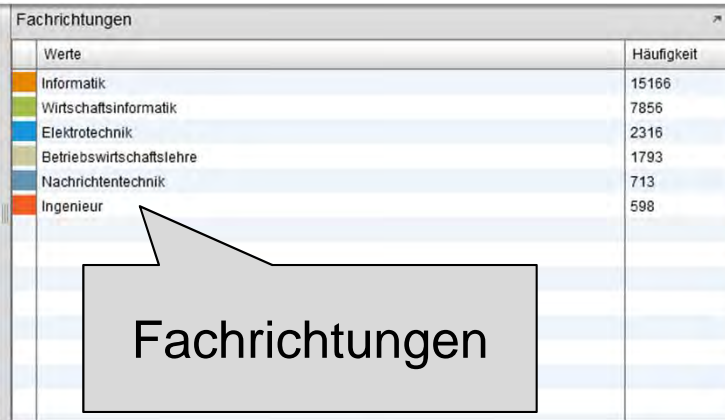 Fachrichtungen
Werte Häufigkeit
Informatik 15166
Wirtschaftsinformatik 7856
Elektrotechnik 2316
Betriebswirtschaftslehre 1793
Nachrichtentechnik 713
Ingenieur 598
Fachrichtungen